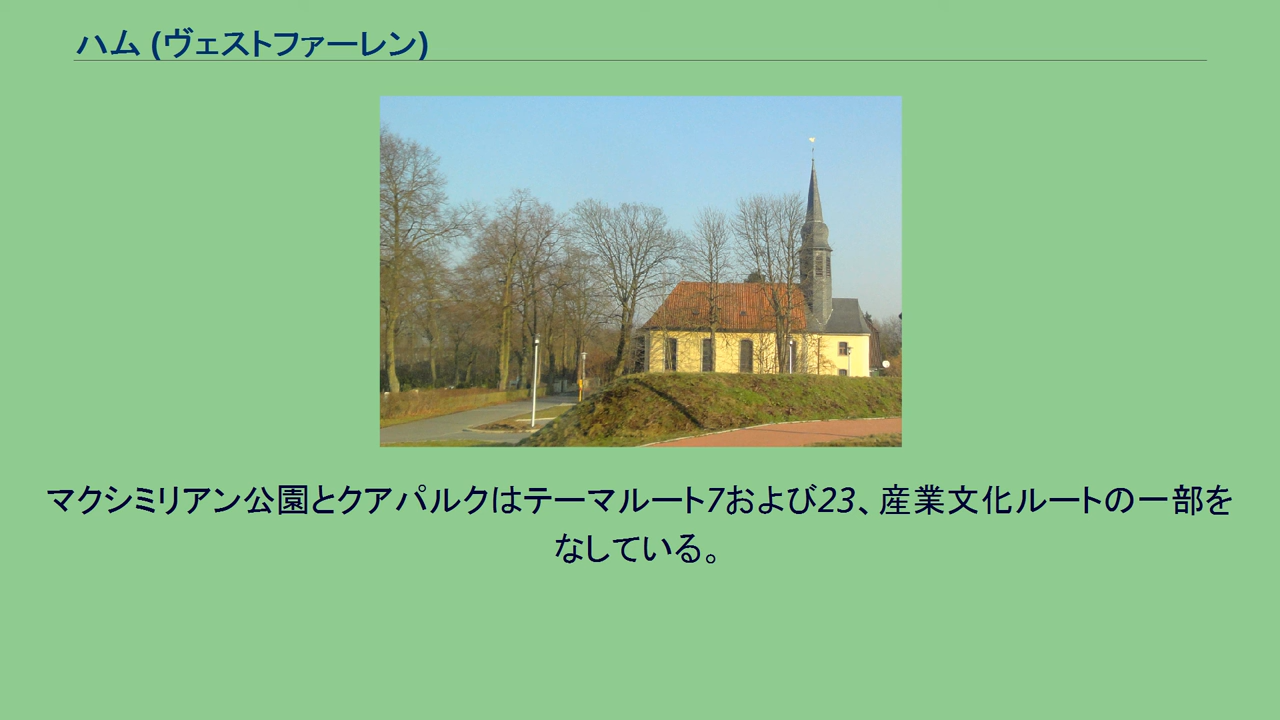 ハム (ヴェストファーレン)
マクシミリアン公園とクアパルクはテーマルート7および23、産業文化ルートの一部を
なしている。